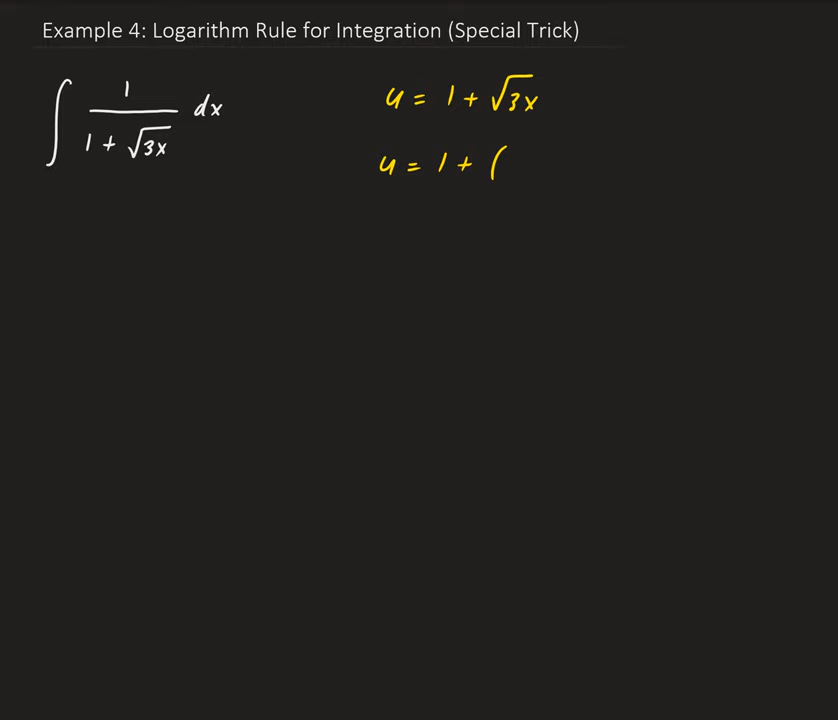 Example 4: Logarithm Rule for Integration (Special Trick)
∫ 1 / (1 + √3x) dx
u = 1 + √3x
u = 1 + (